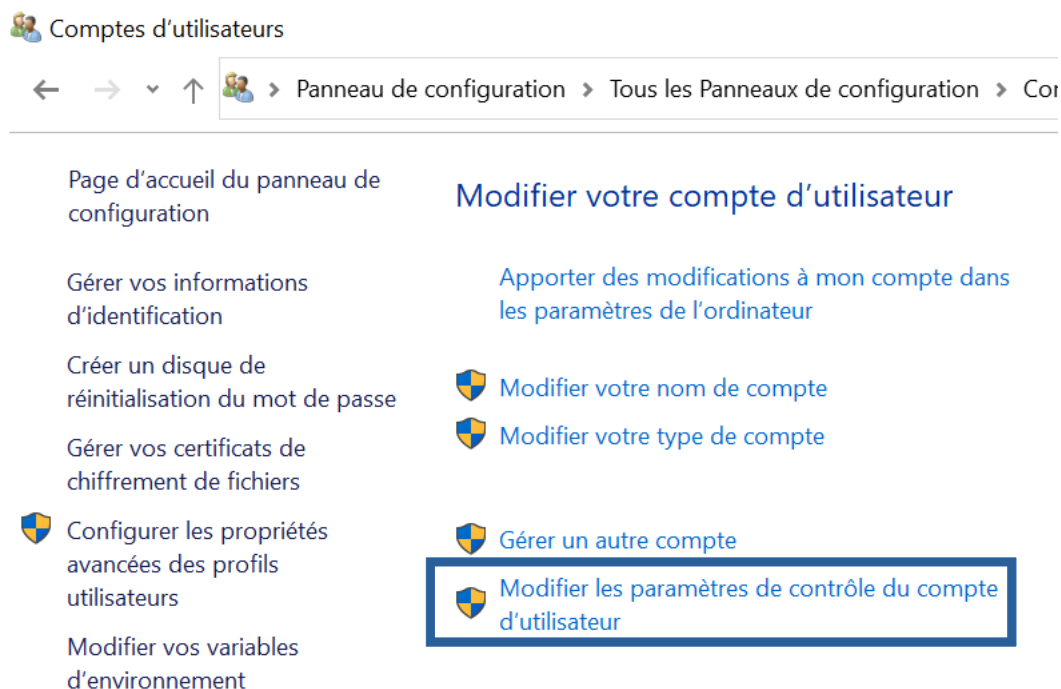 Comptes d’utilisateurs
Panneau de configuration > Tous les Panneaux de configuration >
Page d’accueil du panneau de
configuration
Gérer vos informations
d’identification
Créer un disque de
réinitialisation du mot de passe
Gérer vos certificats de
chiffrement de fichiers
Configurer les propriétés
avancées des profils
utilisateurs
Modifier vos variables
d’environnement
Modifier votre compte d’utilisateur
Apporter des modifications à mon compte dans
les paramètres de l’ordinateur
Modifier votre nom de compte
Modifier votre type de compte
Gérer un autre compte
Modifier les paramètres de contrôle du compte
d’utilisateur